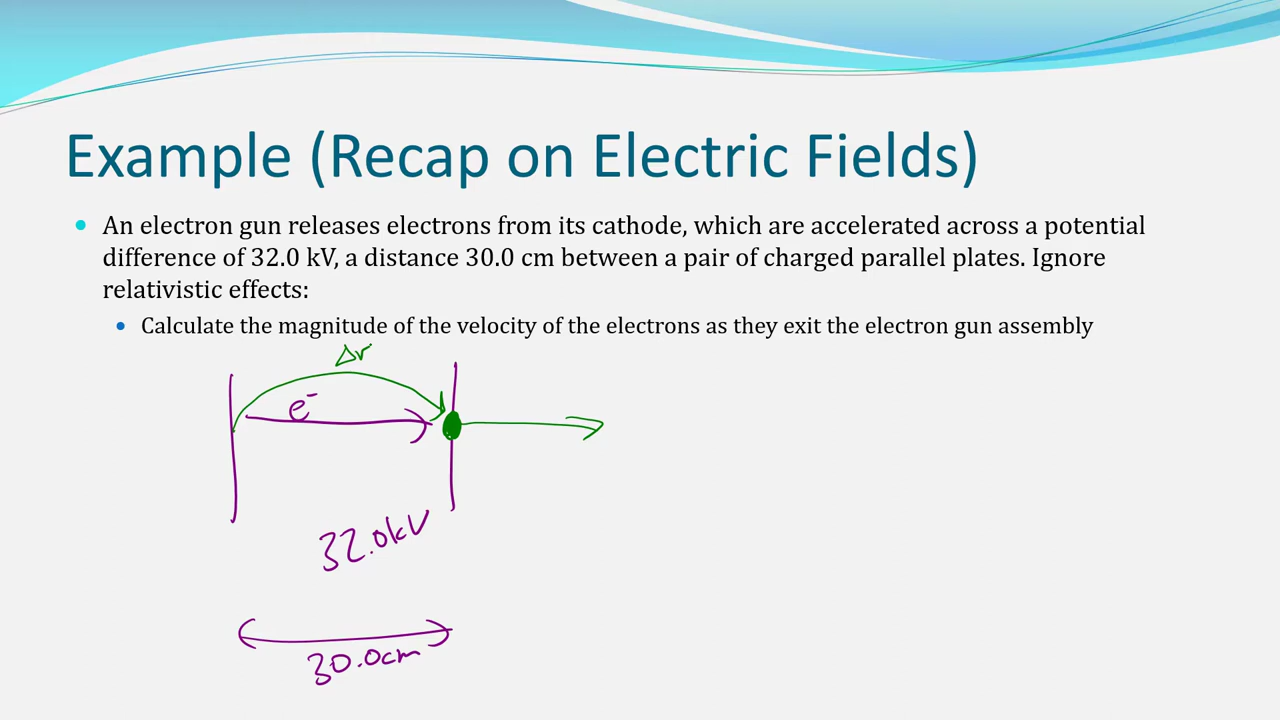 Example (Recap on Electric Fields)
An electron gun releases electrons from its cathode, which are accelerated across a potential
difference of 32.0 kV, a distance 30.0 cm between a pair of charged parallel plates. Ignore
relativistic effects:
Calculate the magnitude of the velocity of the electrons as they exit the electron gun assembly
Δr
e⁻
32.0kV
30.0cm